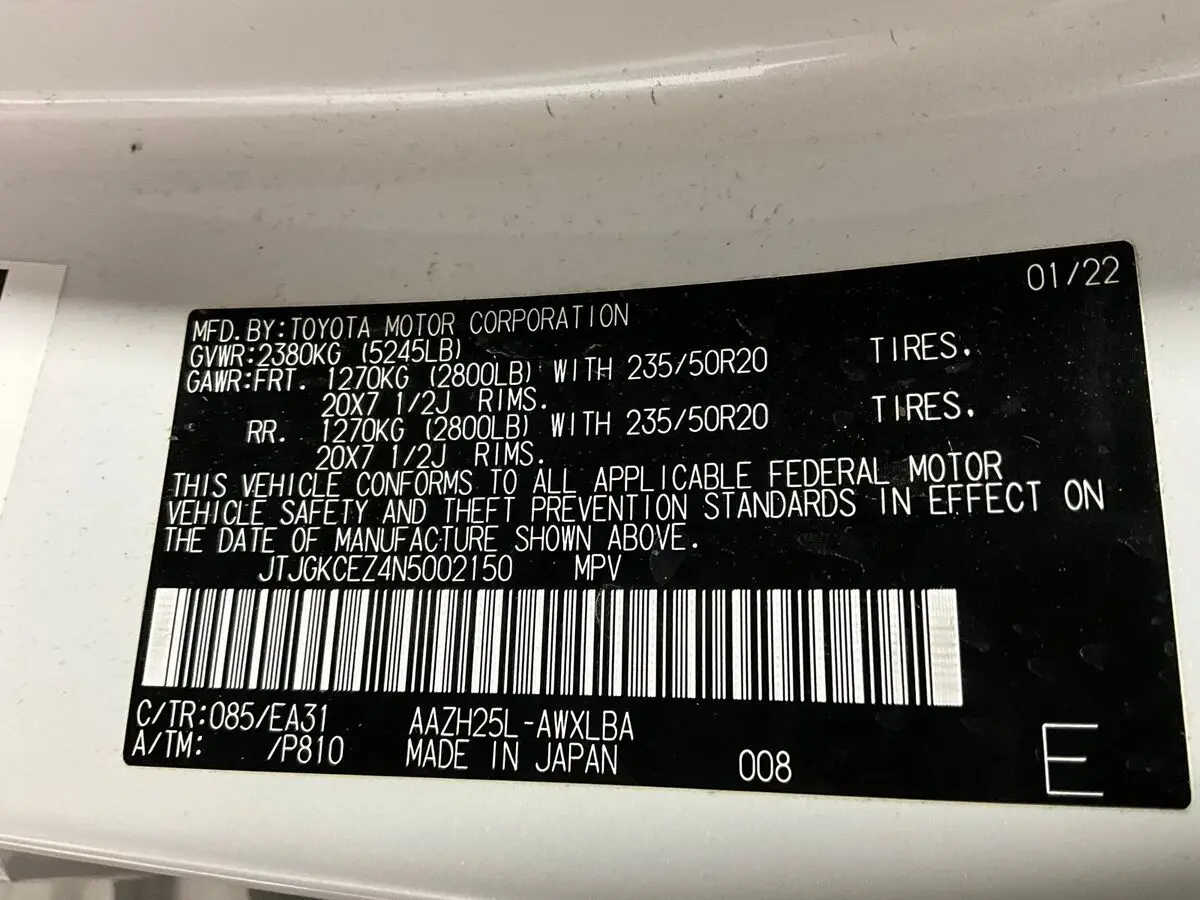 01/22
MFD. BY:TOYOTA MOTOR CORPORATION
GVWR:2380KG (5245LB)
GAWR:FRT. 1270KG (2800LB) WITH 235/50R20 TIRES.
20X7 1/2J RIMS.
RR. 1270KG (2800LB) WITH 235/50R20 TIRES.
20X7 1/2J RIMS.
THIS VEHICLE CONFORMS TO ALL APPLICABLE FEDERAL MOTOR
VEHICLE SAFETY AND THEFT PREVENTION STANDARDS IN EFFECT ON
THE DATE OF MANUFACTURE SHOWN ABOVE.
JTJGKCEZ4N5002150 MPV
C/TR:085/EA31 AAZH25L-AWXLBA
A/TM: /P810 MADE IN JAPAN 008 E